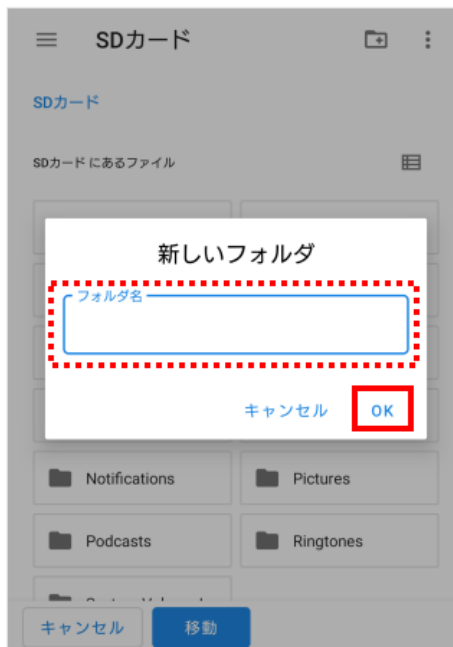 SDカード
SDカード
SDカード にあるファイル
新しいフォルダ
フォルダ名
キャンセル OK
Notifications Pictures
Podcasts Ringtones
キャンセル 移動